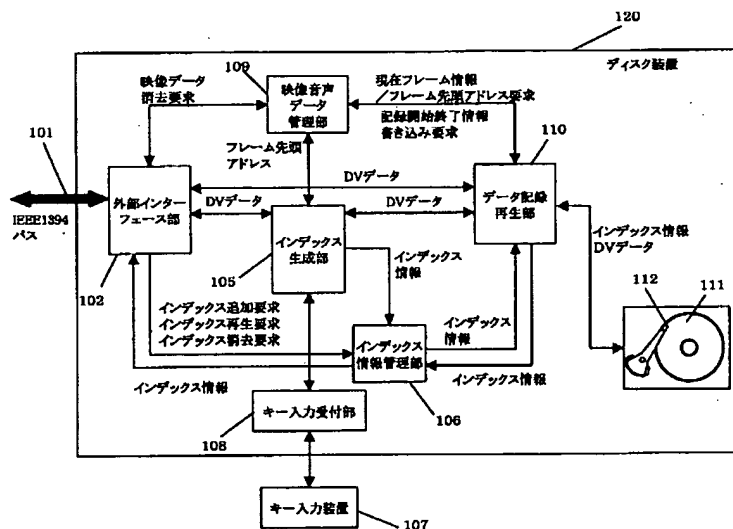 120
ディスク装置
映像データ
消去要求
109
映像音声
データ
管理部
現在フレーム情報
/フレーム先頭アドレス要求
記録開始終了情報
書き込み要求
110
101
フレーム先頭
アドレス
IEEE1394
バス
外部インター
フェース部
102
DVデータ
DVデータ
DVデータ
データ記録
再生部
105
インデックス
生成部
インデックス
情報
インデックス情報
DVデータ
112
111
インデックス追加要求
インデックス再生要求
インデックス消去要求
インデックス
情報管理部
106
インデックス
情報
インデックス情報
インデックス情報
キー入力受付部
108
キー入力装置
107